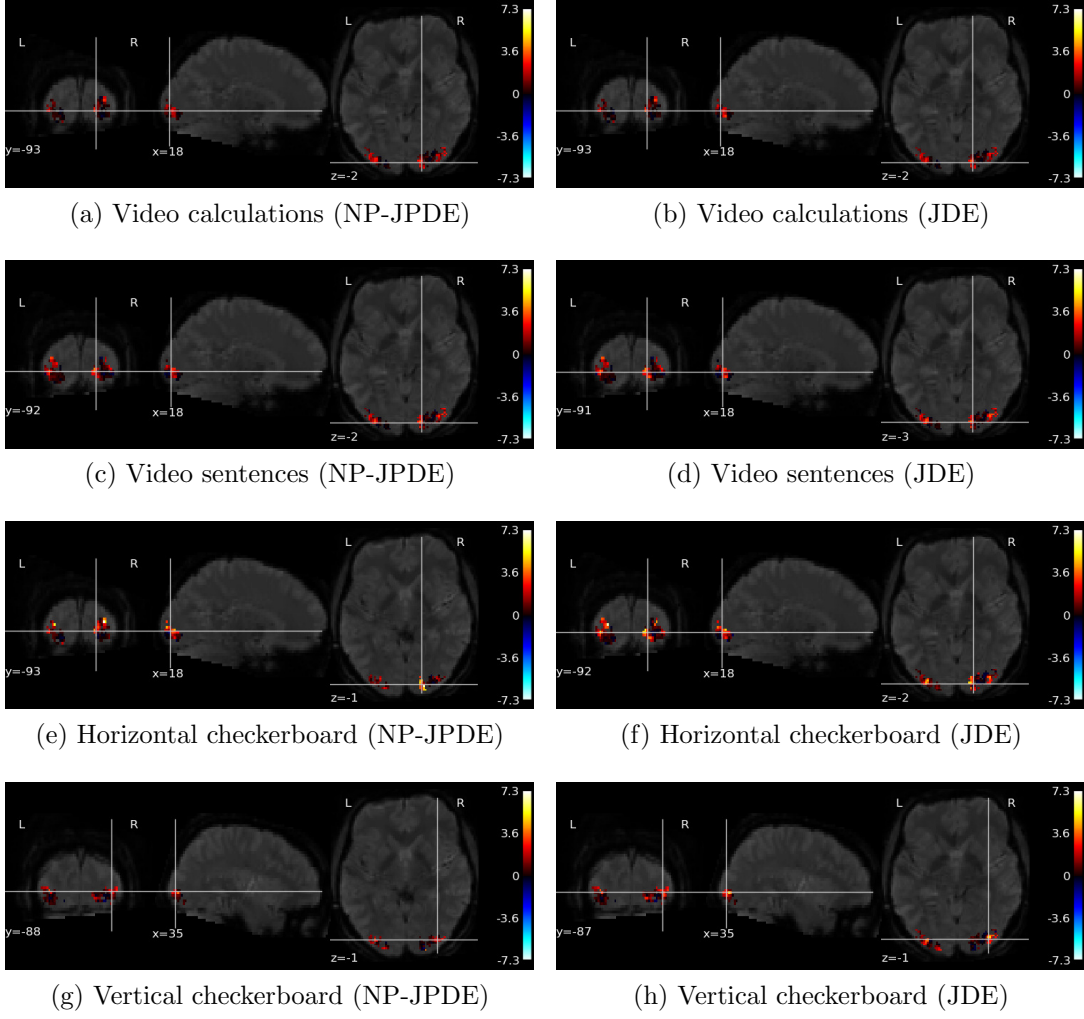 L R L R 7.3
3.6
0
-3.6
-7.3
y=-93 x=18 z=-2
L R L R 7.3
3.6
0
-3.6
-7.3
y=-93 x=18 z=-2
(a) Video calculations (NP-JPDE)
(b) Video calculations (JDE)
L R L R 7.3
3.6
0
-3.6
-7.3
y=-92 x=18 z=-2
L R L R 7.3
3.6
0
-3.6
-7.3
y=-91 x=18 z=-3
(c) Video sentences (NP-JPDE)
(d) Video sentences (JDE)
L R L R 7.3
3.6
0
-3.6
-7.3
y=-93 x=18 z=-1
L R L R 7.3
3.6
0
-3.6
-7.3
y=-92 x=18 z=-2
(e) Horizontal checkerboard (NP-JPDE)
(f) Horizontal checkerboard (JDE)
L R L R 7.3
3.6
0
-3.6
-7.3
y=-88 x=35 z=-1
L R L R 7.3
3.6
0
-3.6
-7.3
y=-87 x=35 z=-1
(g) Vertical checkerboard (NP-JPDE)
(h) Vertical checkerboard (JDE)